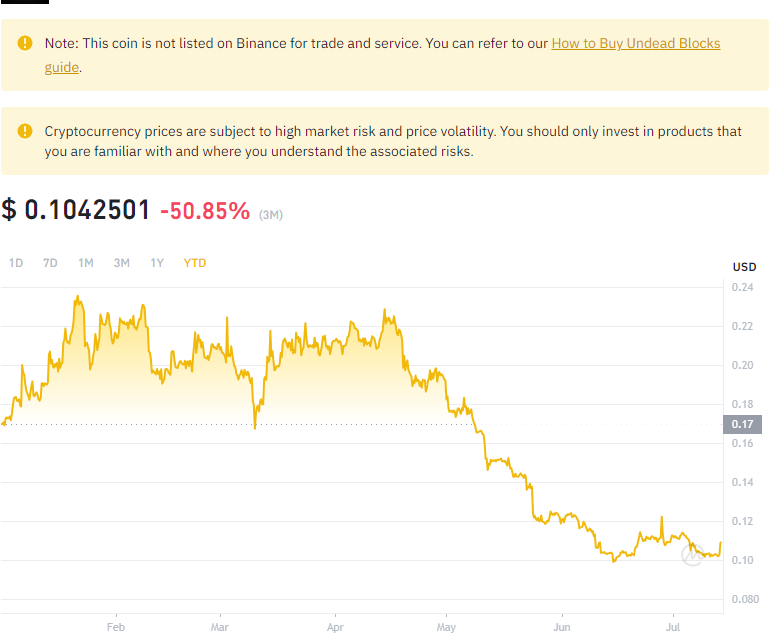 Note: This coin is not listed on Binance for trade and service. You can refer to our How to Buy Undead Blocks
guide.
Cryptocurrency prices are subject to high market risk and price volatility. You should only invest in products that
you are familiar with and where you understand the associated risks.
$ 0.1042501 -50.85% (3M)
1D 7D 1M 3M 1Y YTD
USD
0.24
0.22
0.20
0.18
0.17
0.16
0.14
0.12
0.10
0.080
Feb Mar Apr May Jun Jul